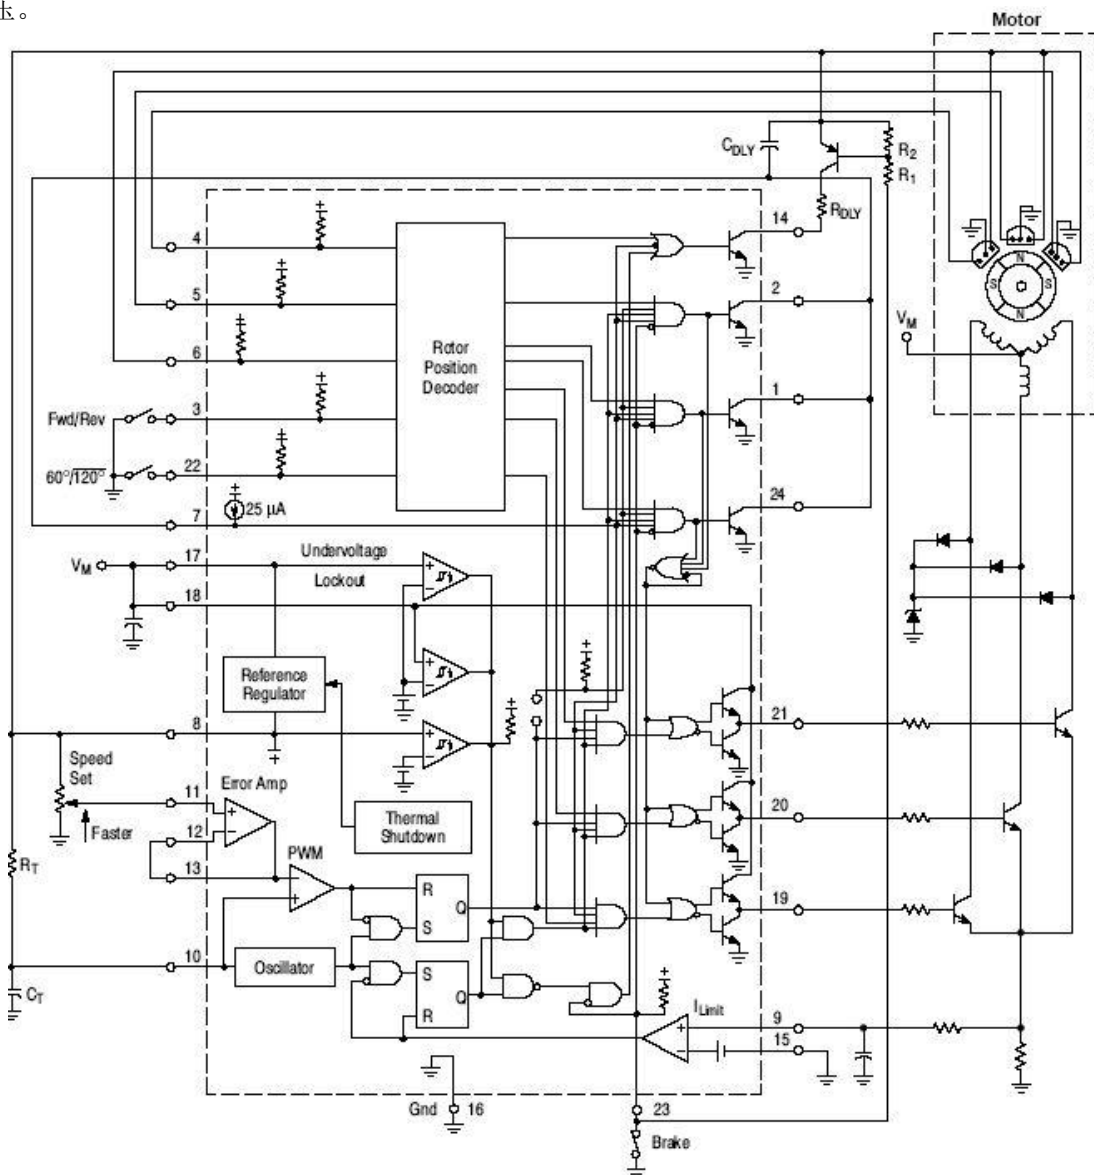 压。
Motor
CDLY
R2
R1
RDLY
14
4
5
2
6
Rotor
Position
Decoder
VM
1
Fwd/Rev
3
60°/120°
22
24
7
25 μA
17
Undervoltage
Lockout
VM
18
Reference
Regulator
21
8
Speed
Set
11
Error Amp
Faster
12
Thermal
Shutdown
20
RT
13
PWM
R
Q
S
19
10
Oscillator
S
Q
R
CT
ILimit
9
15
Gnd
16
23
Brake
N
S
S
N